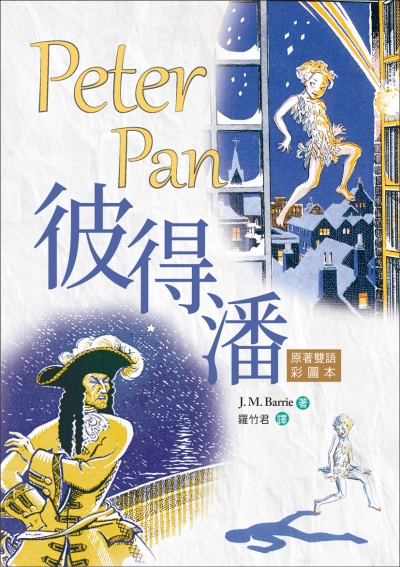 Peter
Pan
彼得潘
原著雙語
彩圖本
J. M. Barrie 著
羅竹君 譯